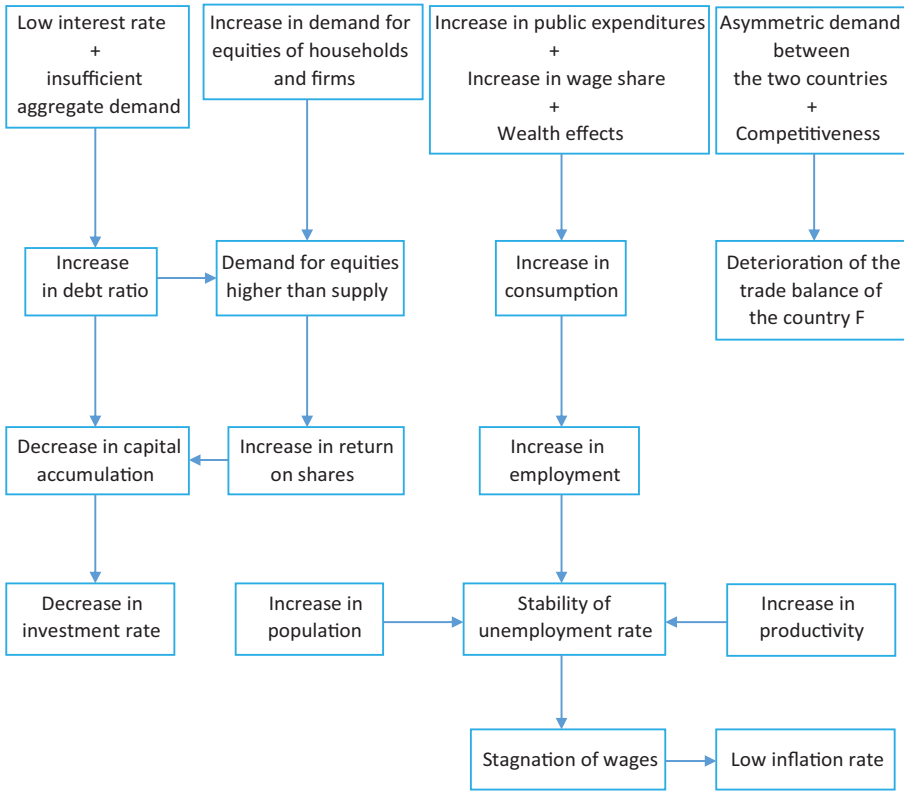 Low interest rate
+
insufficient
aggregate demand
Increase in demand for
equities of households
and firms
Increase in public expenditures
+
Increase in wage share
+
Wealth effects
Asymmetric demand
between
the two countries
+
Competitiveness
Increase
in debt ratio
Demand for equities
higher than supply
Increase in
consumption
Deterioration of the
trade balance of
the country F
Decrease in capital
accumulation
Increase in return
on shares
Increase in
employment
Decrease in
investment rate
Increase in
population
Stability of
unemployment rate
Increase in
productivity
Stagnation of wages
Low inflation rate